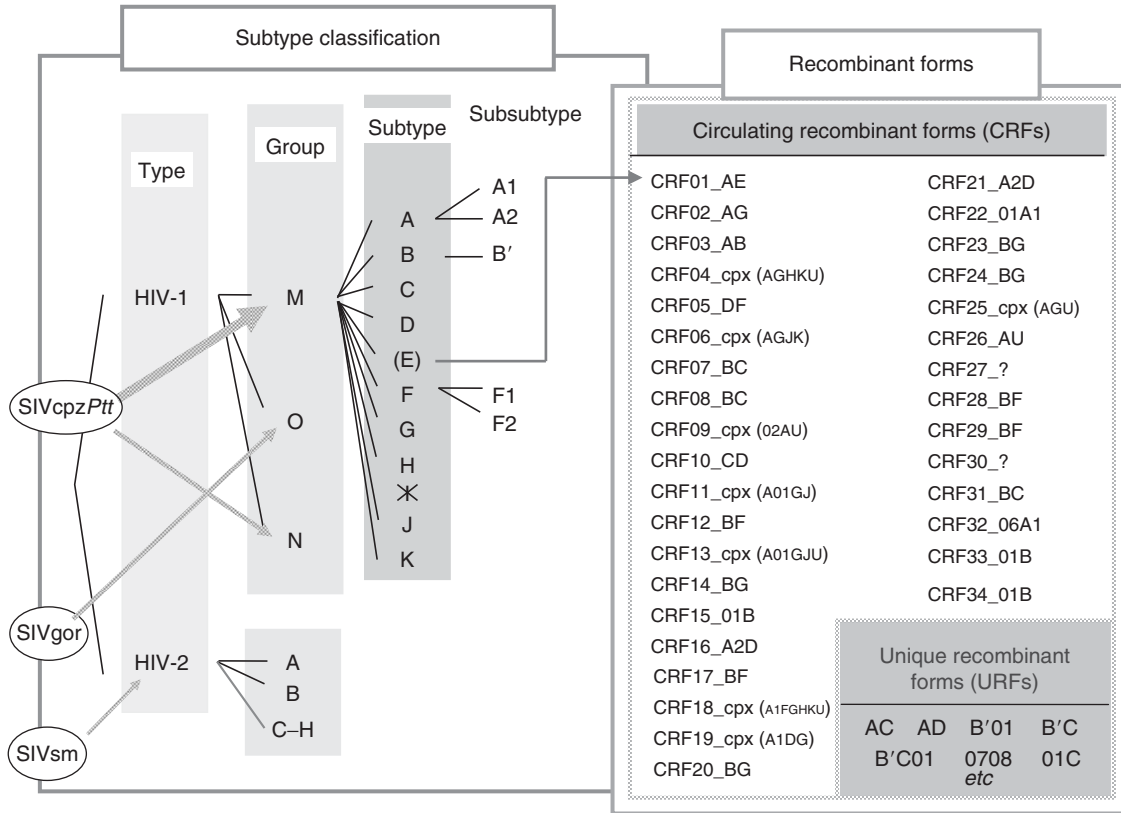 Subtype classification
Type
HIV-1
HIV-2
Group
M
O
N
A
B
C–H
Subtype
A
B
C
D
(E)
F
G
H
I
J
K
Subsubtype
A1
A2
B′
F1
F2
SIVcpzPtt
SIVgor
SIVsm
Recombinant forms
Circulating recombinant forms (CRFs)
CRF01_AE
CRF02_AG
CRF03_AB
CRF04_cpx (AGHKU)
CRF05_DF
CRF06_cpx (AGJK)
CRF07_BC
CRF08_BC
CRF09_cpx (02AU)
CRF10_CD
CRF11_cpx (A01GJ)
CRF12_BF
CRF13_cpx (A01GJU)
CRF14_BG
CRF15_01B
CRF16_A2D
CRF17_BF
CRF18_cpx (A1FGHKU)
CRF19_cpx (A1DG)
CRF20_BG
CRF21_A2D
CRF22_01A1
CRF23_BG
CRF24_BG
CRF25_cpx (AGU)
CRF26_AU
CRF27_?
CRF28_BF
CRF29_BF
CRF30_?
CRF31_BC
CRF32_06A1
CRF33_01B
CRF34_01B
Unique recombinant
forms (URFs)
AC AD B′01 B′C
B′C01 0708 01C
etc